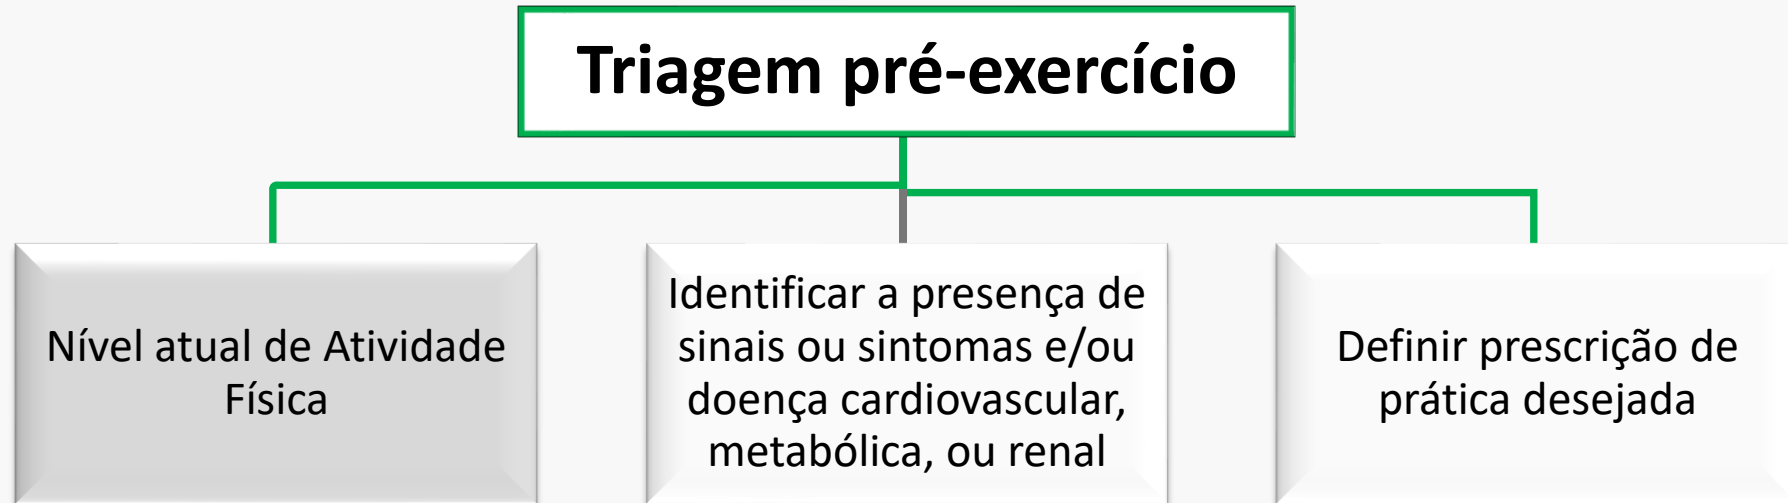 Triagem pré-exercício
Nível atual de Atividade
Física
Identificar a presença de
sinais ou sintomas e/ou
doença cardiovascular,
metabólica, ou renal
Definir prescrição de
prática desejada